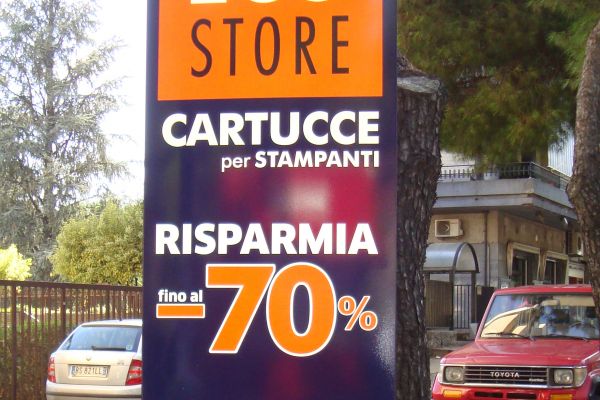 STORE
CARTUCCE
per STAMPANTI
RISPARMIA
fino al
-70%
TOYOTA